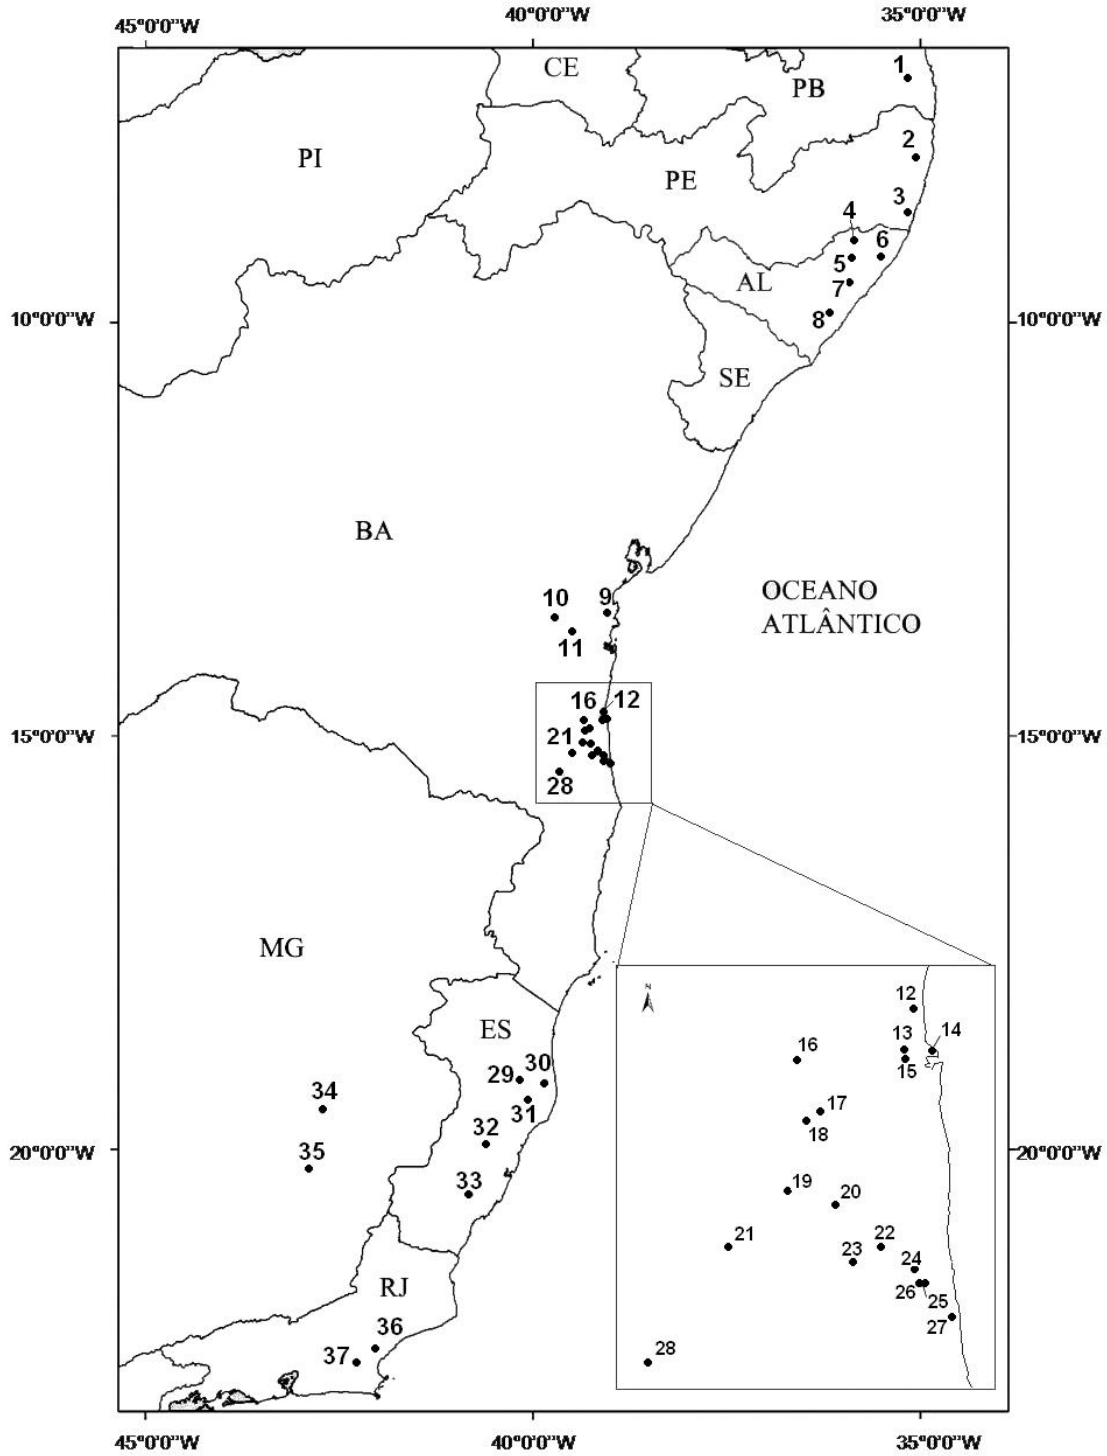 45°0'0"W 40°0'0"W 35°0'0"W
CE
PB
1
PI
2
PE
3
4
6
5
AL
7
10°0'0"W 8 10°0'0"W
SE
BA
OCEANO
ATLÂNTICO
10 9
11
16 12
15°0'0"W 21 15°0'0"W
28
MG
N
12
ES
13 14
16
15
29 30
34
31
17
18
32
20°0'0"W 35 20°0'0"W
33
19
20
21 22
23 24
RJ
26 25
27
36
37
28
45°0'0"W 40°0'0"W 35°0'0"W